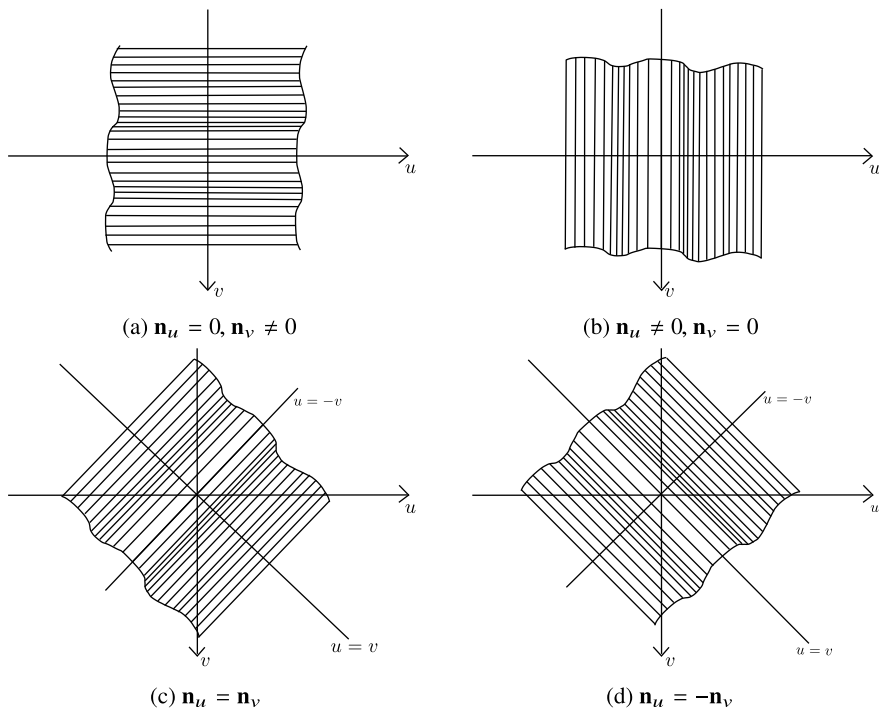 u
u
v
v
(a) n_u = 0, n_v ≠ 0
(b) n_u ≠ 0, n_v = 0
u = -v
u = -v
u
u
u = v
u = v
v
v
(c) n_u = n_v
(d) n_u = -n_v